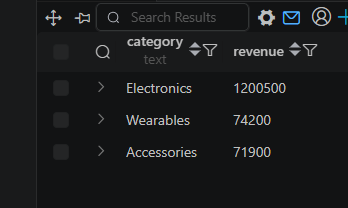 Search Results
category revenue
text
Electronics 1200500
Wearables 74200
Accessories 71900